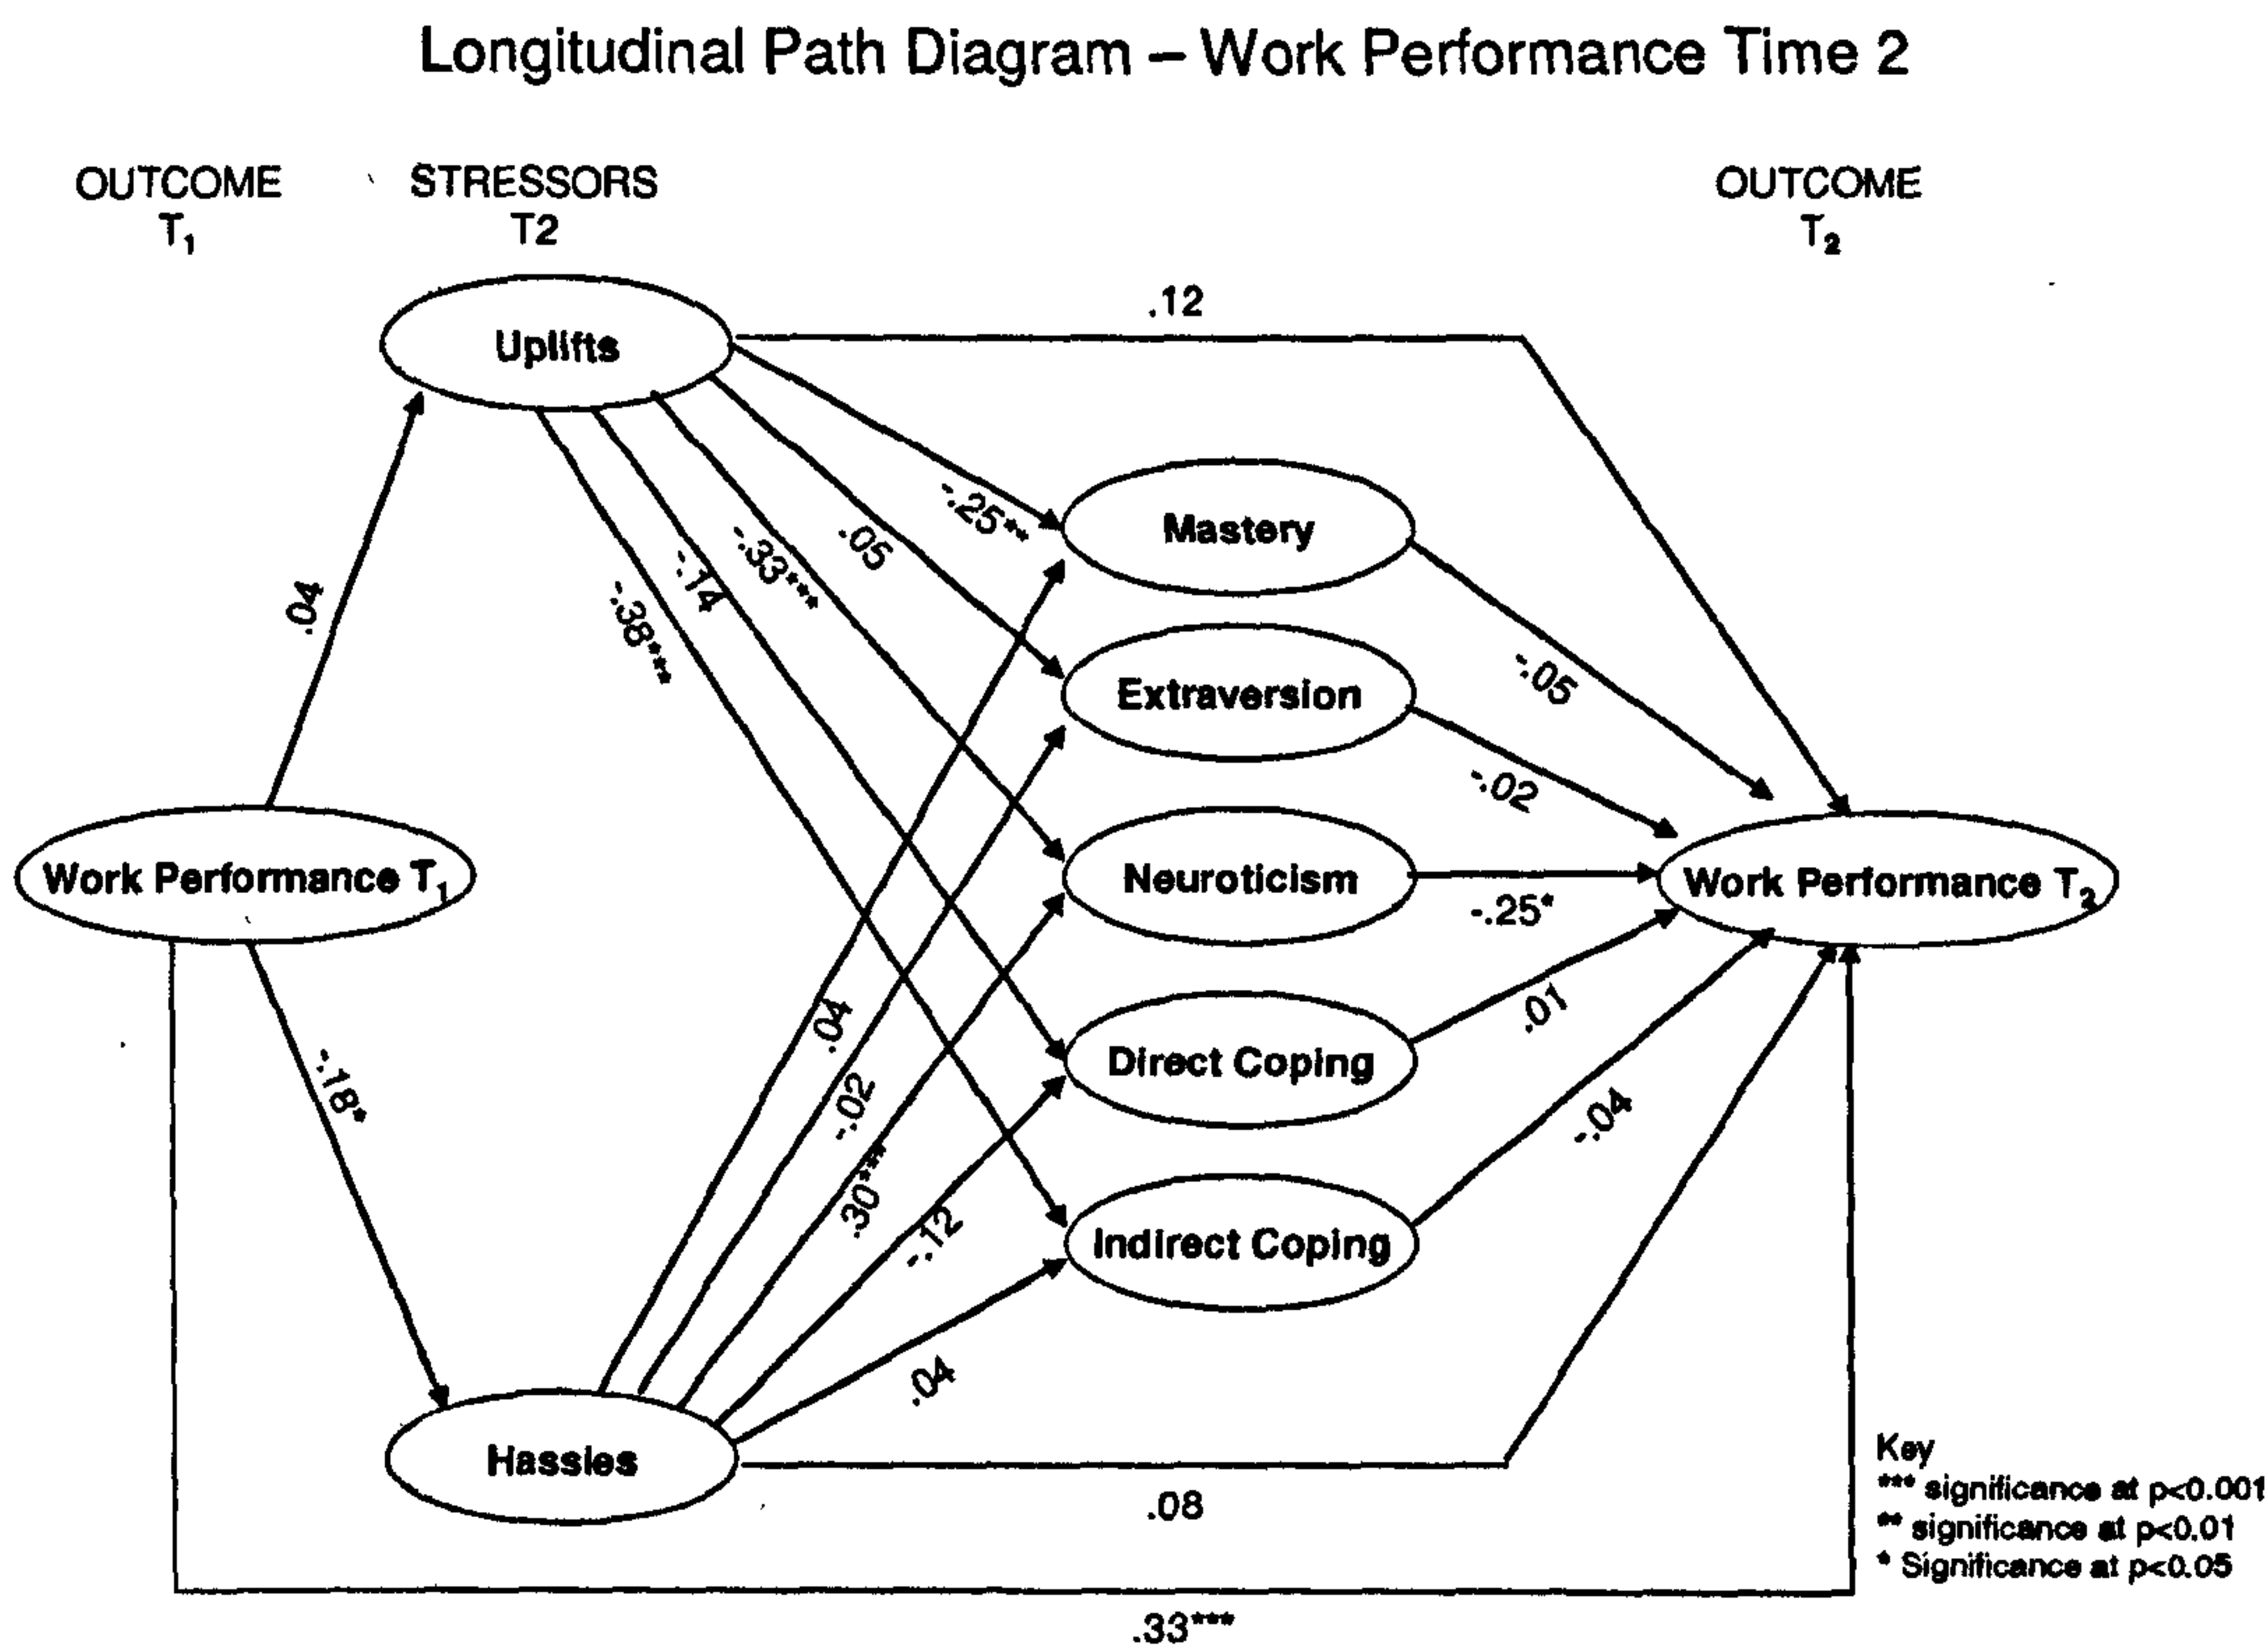 Longitudinal Path Diagram – Work Performance Time 2
OUTCOME
T1
STRESSORS
T2
OUTCOME
T2
Uplifts
.12
-.25**
.05
-.33***
-.14
-.38***
Mastery
.04
-.05
Extraversion
-.02
Work Performance T1
Neuroticism
-.25*
Work Performance T2
.04
-.02
.30***
-.12
.04
Direct Coping
.01
-.18*
-.04
Indirect Coping
Hassles
.08
Key
*** significance at p<0.001
** significance at p<0.01
* Significance at p<0.05
.33***